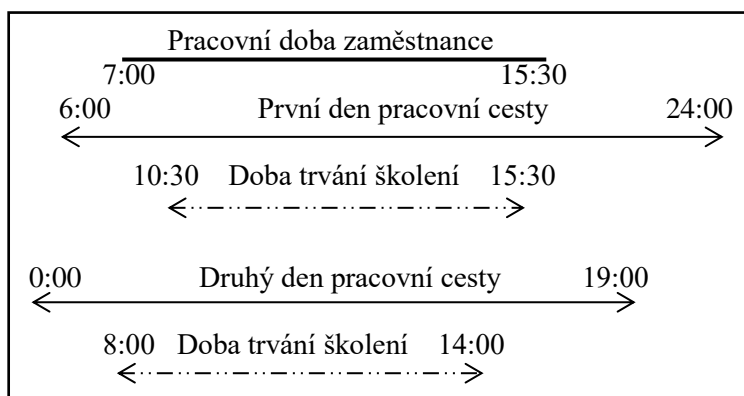 Pracovní doba zaměstnance
7:00 15:30
6:00 První den pracovní cesty 24:00
10:30 Doba trvání školení 15:30
0:00 Druhý den pracovní cesty 19:00
8:00 Doba trvání školení 14:00